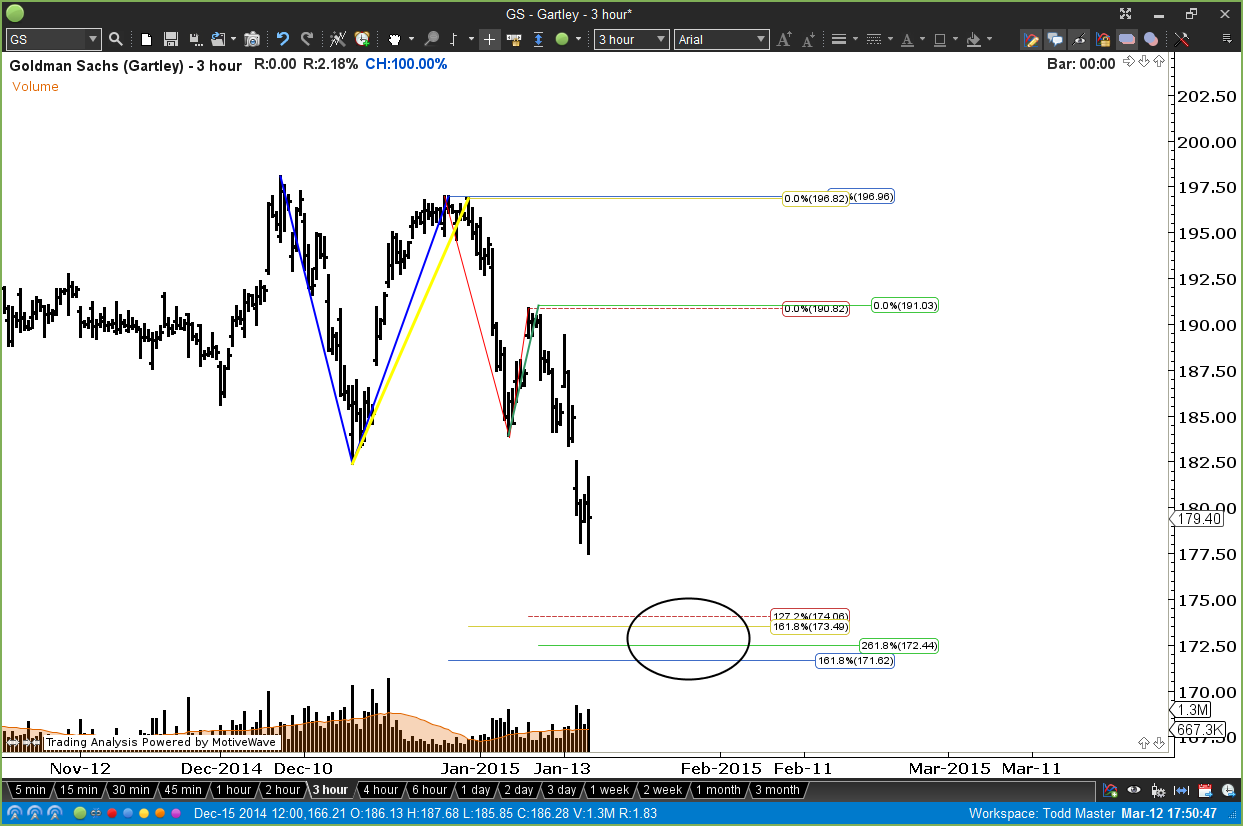 GS - Gartley - 3 hour*
GS
3 hour
Arial
Goldman Sachs (Gartley) - 3 hour R:0.00 R:2.18% CH:100.00%
Bar: 00:00
Volume
202.50
200.00
197.50
0.0%(196.82)
%(196.96)
195.00
192.50
0.0%(190.82)
0.0%(191.03)
190.00
187.50
185.00
182.50
180.00
179.40
177.50
175.00
127.2%(174.06)
161.8%(173.49)
261.8%(172.44)
172.50
161.8%(171.62)
170.00
1.3M
667.3K
Trading Analysis Powered by MotiveWave
Nov-12 Dec-2014 Dec-10 Jan-2015 Jan-13 Feb-2015 Feb-11 Mar-2015 Mar-11
5 min 15 min 30 min 45 min 1 hour 2 hour 3 hour 4 hour 6 hour 1 day 2 day 3 day 1 week 2 week 1 month 3 month
Dec-15 2014 12:00,166.21 O:186.13 H:187.68 L:185.85 C:186.28 V:1.3M R:1.83
Workspace: Todd Master Mar-12 17:50:47